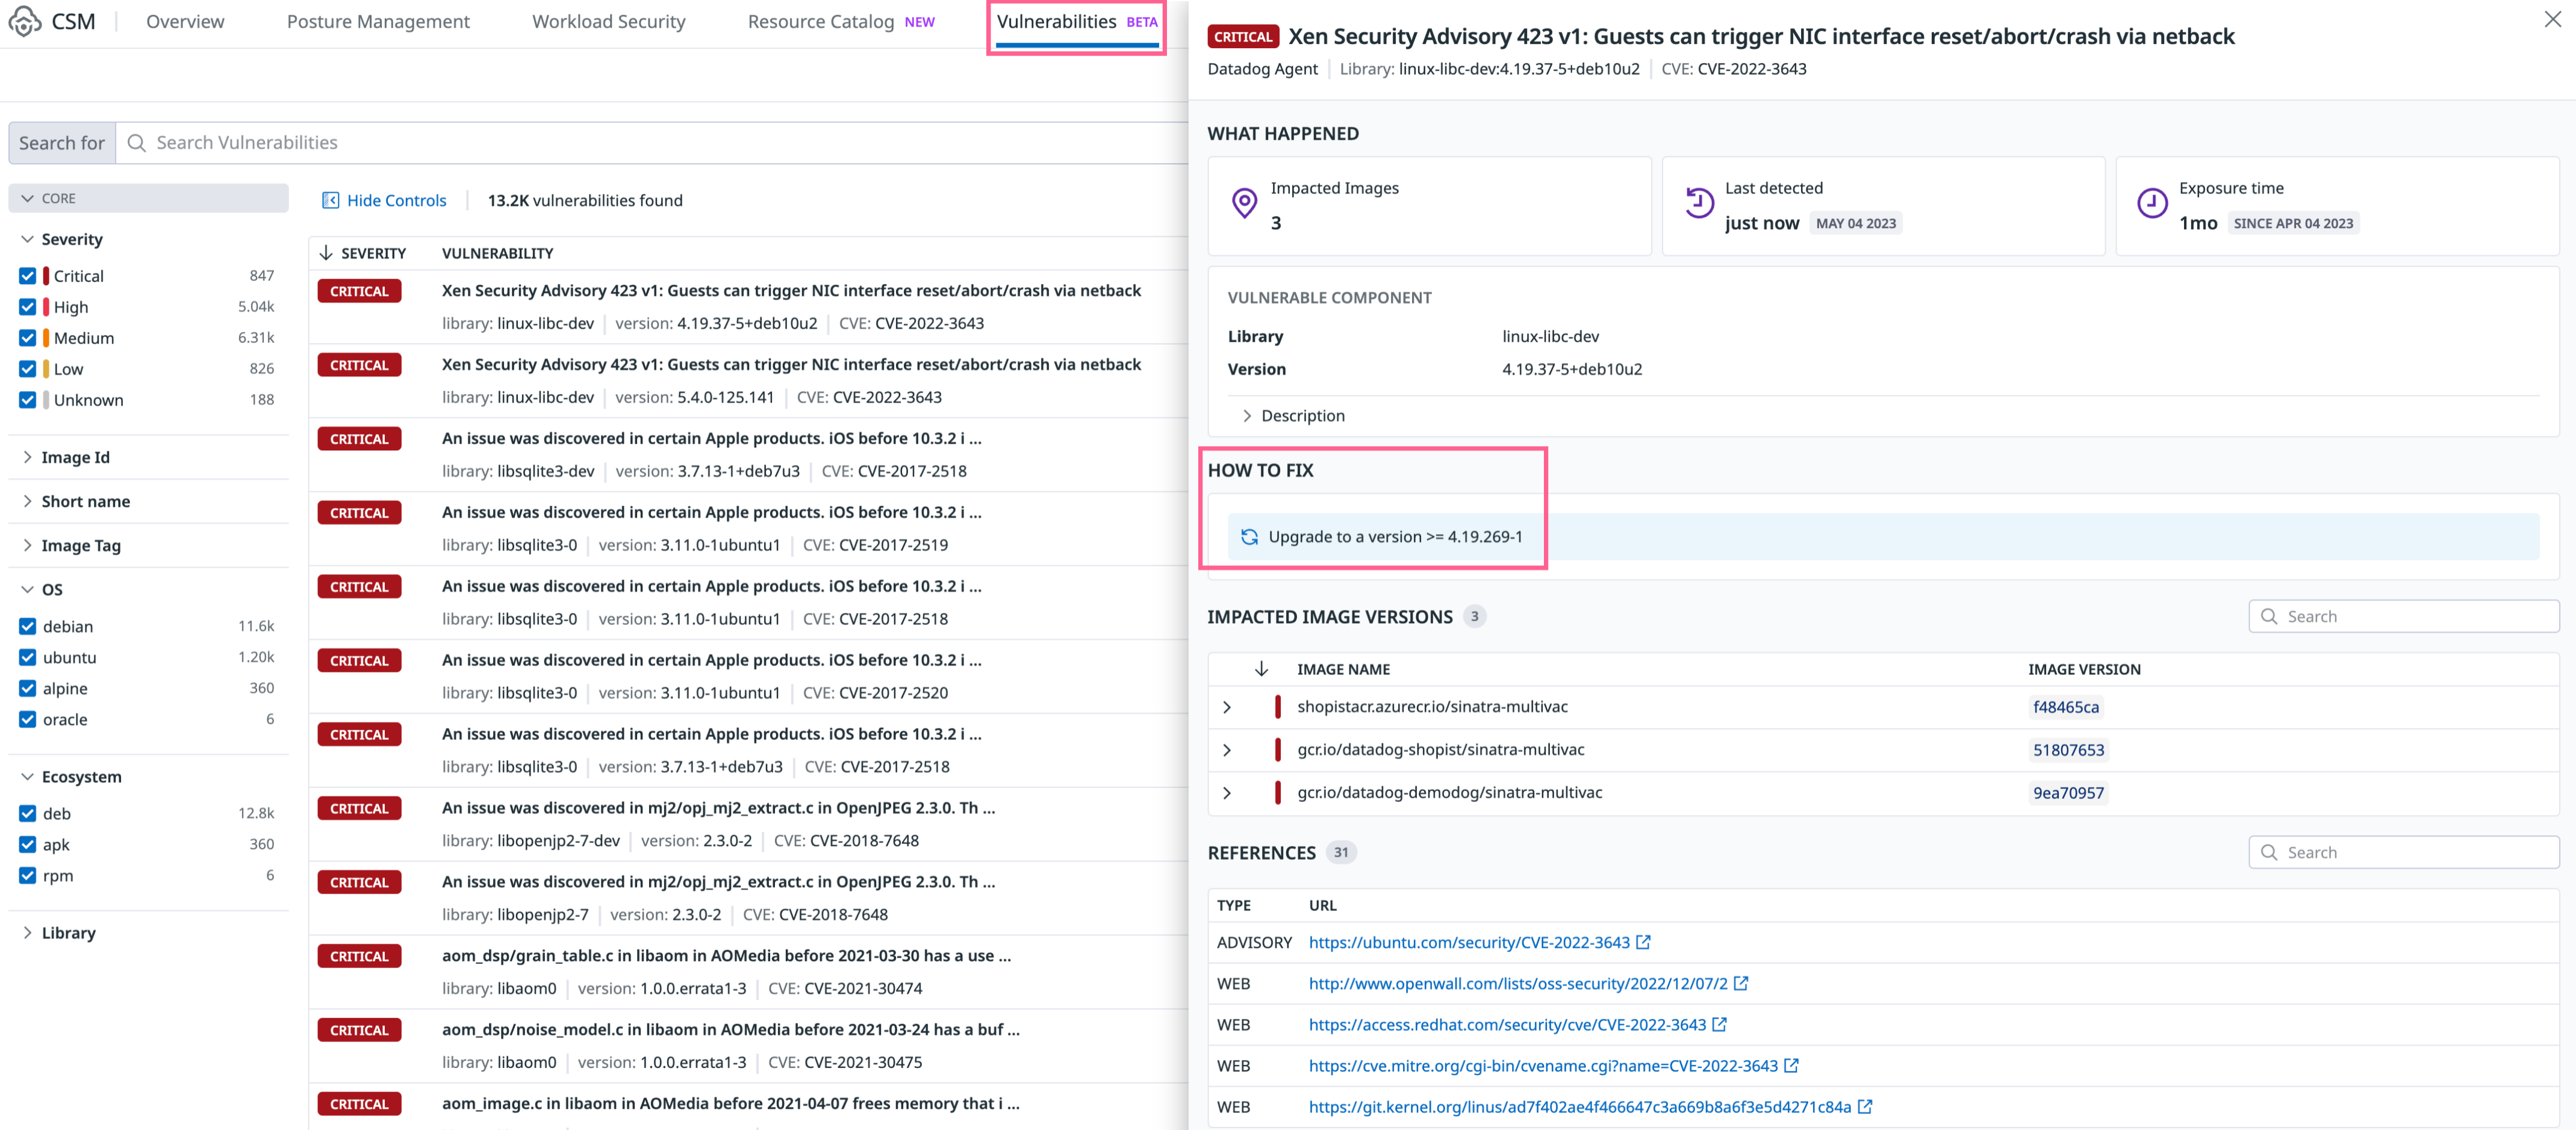 CSM
Overview
Posture Management
Workload Security
Resource Catalog NEW
Vulnerabilities BETA
Search for
Search Vulnerabilities
CORE
Severity
Critical 847
High 5.04k
Medium 6.31k
Low 826
Unknown 188
Image Id
Short name
Image Tag
OS
debian 11.6k
ubuntu 1.20k
alpine 360
oracle 6
Ecosystem
deb 12.8k
apk 360
rpm 6
Library
Hide Controls
13.2K vulnerabilities found
SEVERITY VULNERABILITY
CRITICAL Xen Security Advisory 423 v1: Guests can trigger NIC interface reset/abort/crash via netback
library: linux-libc-dev version: 4.19.37-5+deb10u2 CVE: CVE-2022-3643
CRITICAL Xen Security Advisory 423 v1: Guests can trigger NIC interface reset/abort/crash via netback
library: linux-libc-dev version: 5.4.0-125.141 CVE: CVE-2022-3643
CRITICAL An issue was discovered in certain Apple products. iOS before 10.3.2 i ...
library: libsqlite3-dev version: 3.7.13-1+deb7u3 CVE: CVE-2017-2518
CRITICAL An issue was discovered in certain Apple products. iOS before 10.3.2 i ...
library: libsqlite3-0 version: 3.11.0-1ubuntu1 CVE: CVE-2017-2519
CRITICAL An issue was discovered in certain Apple products. iOS before 10.3.2 i ...
library: libsqlite3-0 version: 3.11.0-1ubuntu1 CVE: CVE-2017-2518
CRITICAL An issue was discovered in certain Apple products. iOS before 10.3.2 i ...
library: libsqlite3-0 version: 3.11.0-1ubuntu1 CVE: CVE-2017-2520
CRITICAL An issue was discovered in certain Apple products. iOS before 10.3.2 i ...
library: libsqlite3-0 version: 3.7.13-1+deb7u3 CVE: CVE-2017-2518
CRITICAL An issue was discovered in mj2/opj_mj2_extract.c in OpenJPEG 2.3.0. Th ...
library: libopenjp2-7-dev version: 2.3.0-2 CVE: CVE-2018-7648
CRITICAL An issue was discovered in mj2/opj_mj2_extract.c in OpenJPEG 2.3.0. Th ...
library: libopenjp2-7 version: 2.3.0-2 CVE: CVE-2018-7648
CRITICAL aom_dsp/grain_table.c in libaom in AOMedia before 2021-03-30 has a use ...
library: libaom0 version: 1.0.0.errata1-3 CVE: CVE-2021-30474
CRITICAL aom_dsp/noise_model.c in libaom in AOMedia before 2021-03-24 has a buf ...
library: libaom0 version: 1.0.0.errata1-3 CVE: CVE-2021-30475
CRITICAL aom_image.c in libaom in AOMedia before 2021-04-07 frees memory that i ...
CRITICAL Xen Security Advisory 423 v1: Guests can trigger NIC interface reset/abort/crash via netback
Datadog Agent Library: linux-libc-dev:4.19.37-5+deb10u2 CVE: CVE-2022-3643
WHAT HAPPENED
Impacted Images
3
Last detected
just now MAY 04 2023
Exposure time
1mo SINCE APR 04 2023
VULNERABLE COMPONENT
Library linux-libc-dev
Version 4.19.37-5+deb10u2
Description
HOW TO FIX
Upgrade to a version >= 4.19.269-1
IMPACTED IMAGE VERSIONS 3
Search
IMAGE NAME IMAGE VERSION
shopistacr.azurecr.io/sinatra-multivac f48465ca
gcr.io/datadog-shopist/sinatra-multivac 51807653
gcr.io/datadog-demodog/sinatra-multivac 9ea70957
REFERENCES 31
Search
TYPE URL
ADVISORY https://ubuntu.com/security/CVE-2022-3643
WEB http://www.openwall.com/lists/oss-security/2022/12/07/2
WEB https://access.redhat.com/security/cve/CVE-2022-3643
WEB https://cve.mitre.org/cgi-bin/cvename.cgi?name=CVE-2022-3643
WEB https://git.kernel.org/linus/ad7f402ae4f466647c3a669b8a6f3e5d4271c84a